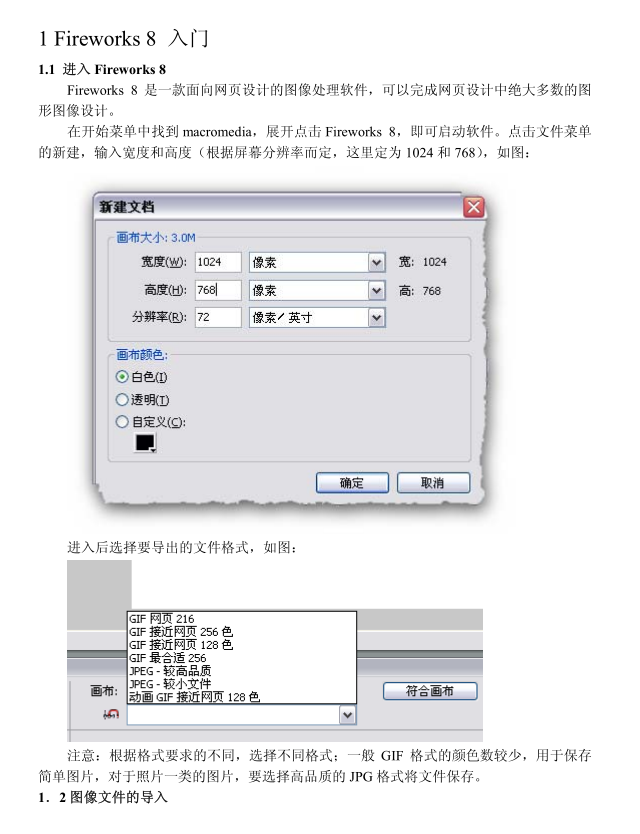 1 Fireworks 8 入门
1.1 进入 Fireworks 8
Fireworks 8 是一款面向网页设计的图像处理软件，可以完成网页设计中绝大多数的图
形图像设计。
在开始菜单中找到 macromedia，展开点击 Fireworks 8，即可启动软件。点击文件菜单
的新建，输入宽度和高度（根据屏幕分辨率而定，这里定为 1024 和 768），如图：
新建文档
画布大小: 3.0M
宽度(W): 1024 像素 宽: 1024
高度(H): 768 像素 高: 768
分辨率(R): 72 像素／英寸
画布颜色:
白色(I)
透明(T)
自定义(C):
确定 取消
进入后选择要导出的文件格式，如图：
GIF 网页 216
GIF 接近网页 256 色
GIF 接近网页 128 色
GIF 最合适 256
JPEG - 较高品质
JPEG - 较小文件
画布: 动画 GIF 接近网页 128 色 符合画布
注意：根据格式要求的不同，选择不同格式；一般 GIF 格式的颜色数较少，用于保存
简单图片，对于照片一类的图片，要选择高品质的 JPG 格式将文件保存。
1．2 图像文件的导入